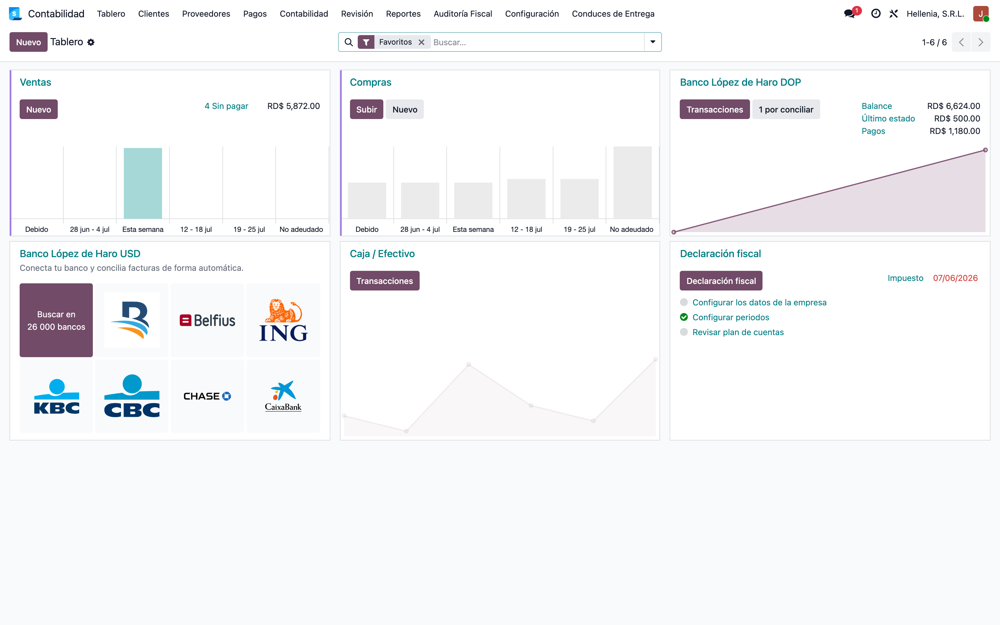 Contabilidad Tablero Clientes Proveedores Pagos Contabilidad Revisión Reportes Auditoría Fiscal Configuración Conduces de Entrega 1 Hellenia, S.R.L. J
Nuevo Tablero Favoritos Buscar... 1-6 / 6
Ventas
Nuevo 4 Sin pagar RD$ 5,872.00
Debido 28 jun - 4 jul Esta semana 12 - 18 jul 19 - 25 jul No adeudado
Compras
Subir Nuevo
Debido 28 jun - 4 jul Esta semana 12 - 18 jul 19 - 25 jul No adeudado
Banco López de Haro DOP
Transacciones 1 por conciliar
Balance RD$ 6,624.00
Último estado RD$ 500.00
Pagos RD$ 1,180.00
Banco López de Haro USD
Conecta tu banco y concilia facturas de forma automática.
Buscar en
26 000 bancos
Belfius
ING
KBC
CBC
CHASE
CaixaBank
Caja / Efectivo
Transacciones
Declaración fiscal
Declaración fiscal Impuesto 07/06/2026
Configurar los datos de la empresa
Configurar periodos
Revisar plan de cuentas